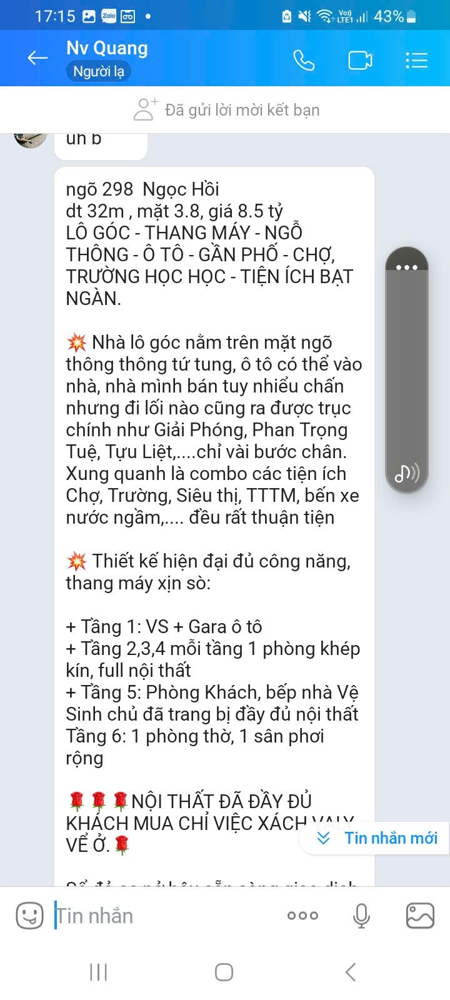 17:15 Zalo Vo)) LTE1 43%
Nv Quang
Người lạ
Đã gửi lời mời kết bạn
uh b
ngõ 298 Ngọc Hồi
dt 32m , mặt 3.8, giá 8.5 tỷ
LÔ GÓC - THANG MÁY - NGÕ
THÔNG - Ô TÔ - GẦN PHỐ - CHỢ,
TRƯỜNG HỌC HỌC - TIỆN ÍCH BẠT
NGÀN.
💥 Nhà lô góc nằm trên mặt ngõ
thông thông tứ tung, ô tô có thể vào
nhà, nhà mình bán tuy nhiểu chấn
nhưng đi lối nào cũng ra được trục
chính như Giải Phóng, Phan Trọng
Tuệ, Tựu Liệt,....chỉ vài bước chân.
Xung quanh là combo các tiện ích
Chợ, Trường, Siêu thị, TTTM, bến xe
nước ngầm,.... đều rất thuận tiện
💥 Thiết kế hiện đại đủ công năng,
thang máy xịn sò:
+ Tầng 1: VS + Gara ô tô
+ Tầng 2,3,4 mỗi tầng 1 phòng khép
kín, full nội thất
+ Tầng 5: Phòng Khách, bếp nhà Vệ
Sinh chủ đã trang bị đầy đủ nội thất
Tầng 6: 1 phòng thờ, 1 sân phơi
rộng
🌹🌹🌹NỘI THẤT ĐÃ ĐẦY ĐỦ
KHÁCH MUA CHỈ VIỆC XÁCH VALY
VỂ Ở.🌹
Tin nhắn mới
Tin nhắn